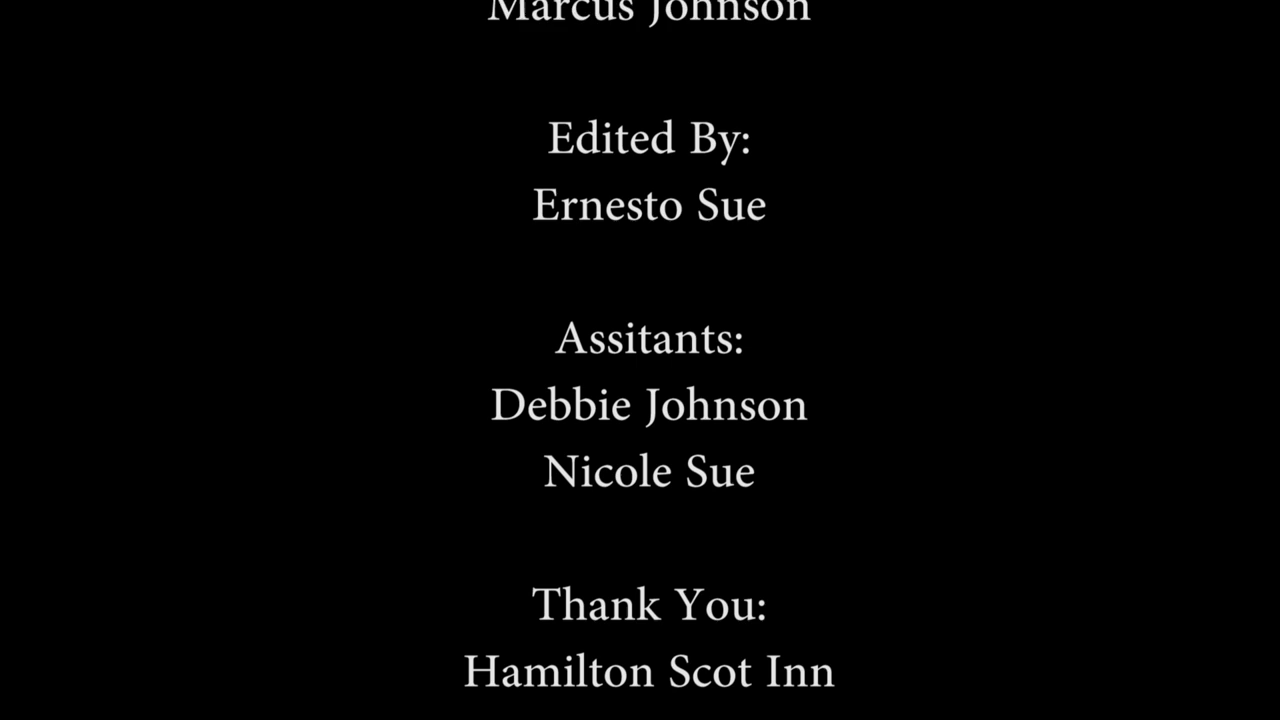 Marcus Johnson
Edited By:
Ernesto Sue
Assitants:
Debbie Johnson
Nicole Sue
Thank You:
Hamilton Scot Inn